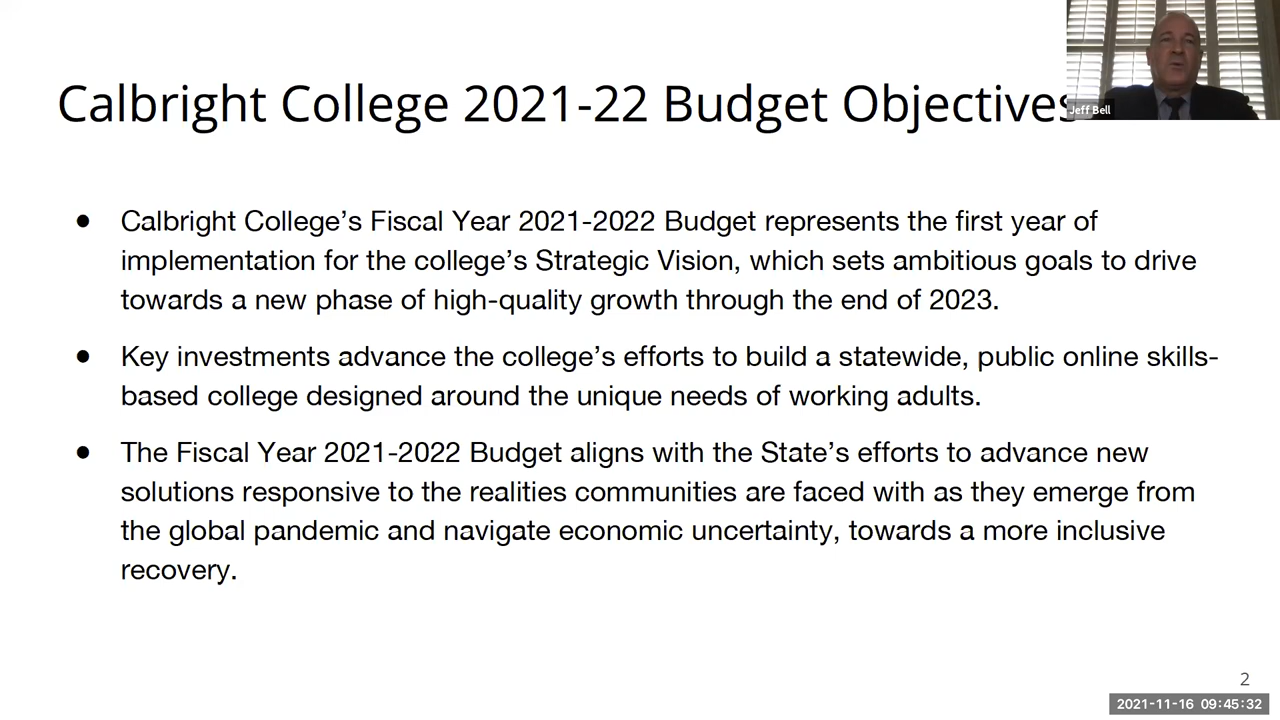 Calbright College 2021-22 Budget Objectives
Jeff Bell
● Calbright College’s Fiscal Year 2021-2022 Budget represents the first year of
implementation for the college’s Strategic Vision, which sets ambitious goals to drive
towards a new phase of high-quality growth through the end of 2023.
● Key investments advance the college’s efforts to build a statewide, public online skills-
based college designed around the unique needs of working adults.
● The Fiscal Year 2021-2022 Budget aligns with the State’s efforts to advance new
solutions responsive to the realities communities are faced with as they emerge from
the global pandemic and navigate economic uncertainty, towards a more inclusive
recovery.
2
2021-11-16 09:45:32